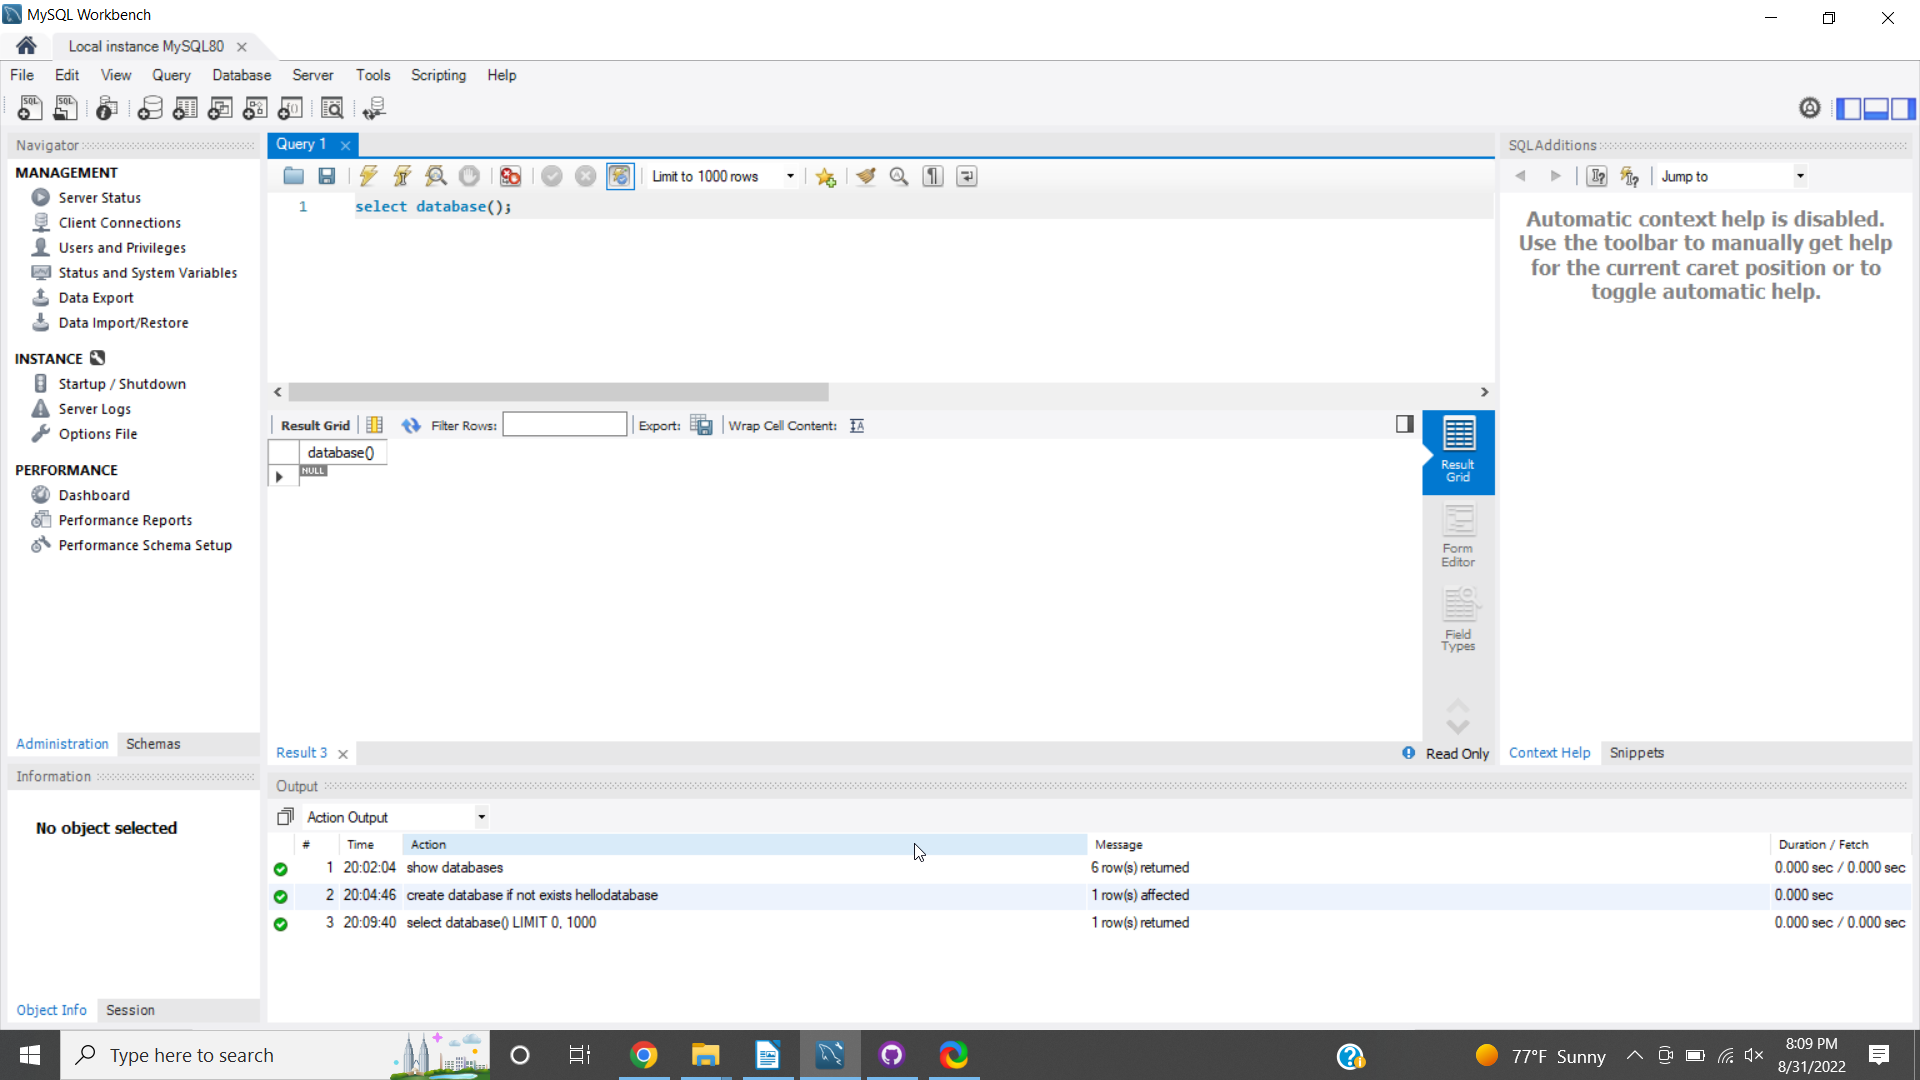 MySQL Workbench
Local instance MySQL80
File Edit View Query Database Server Tools Scripting Help
Navigator
MANAGEMENT
Server Status
Client Connections
Users and Privileges
Status and System Variables
Data Export
Data Import/Restore
INSTANCE
Startup / Shutdown
Server Logs
Options File
PERFORMANCE
Dashboard
Performance Reports
Performance Schema Setup
Administration Schemas
Information
No object selected
Object Info Session
Query 1
Limit to 1000 rows
1 select database();
Result Grid Filter Rows: Export: Wrap Cell Content:
database()
NULL
Result
Grid
Form
Editor
Field
Types
Result 3
Read Only
SQLAdditions
Jump to
Automatic context help is disabled.
Use the toolbar to manually get help
for the current caret position or to
toggle automatic help.
Context Help Snippets
Output
Action Output
# Time Action Message Duration / Fetch
1 20:02:04 show databases 6 row(s) returned 0.000 sec / 0.000 sec
2 20:04:46 create database if not exists hellodatabase 1 row(s) affected 0.000 sec
3 20:09:40 select database() LIMIT 0, 1000 1 row(s) returned 0.000 sec / 0.000 sec
Type here to search
77°F Sunny
8:09 PM
8/31/2022